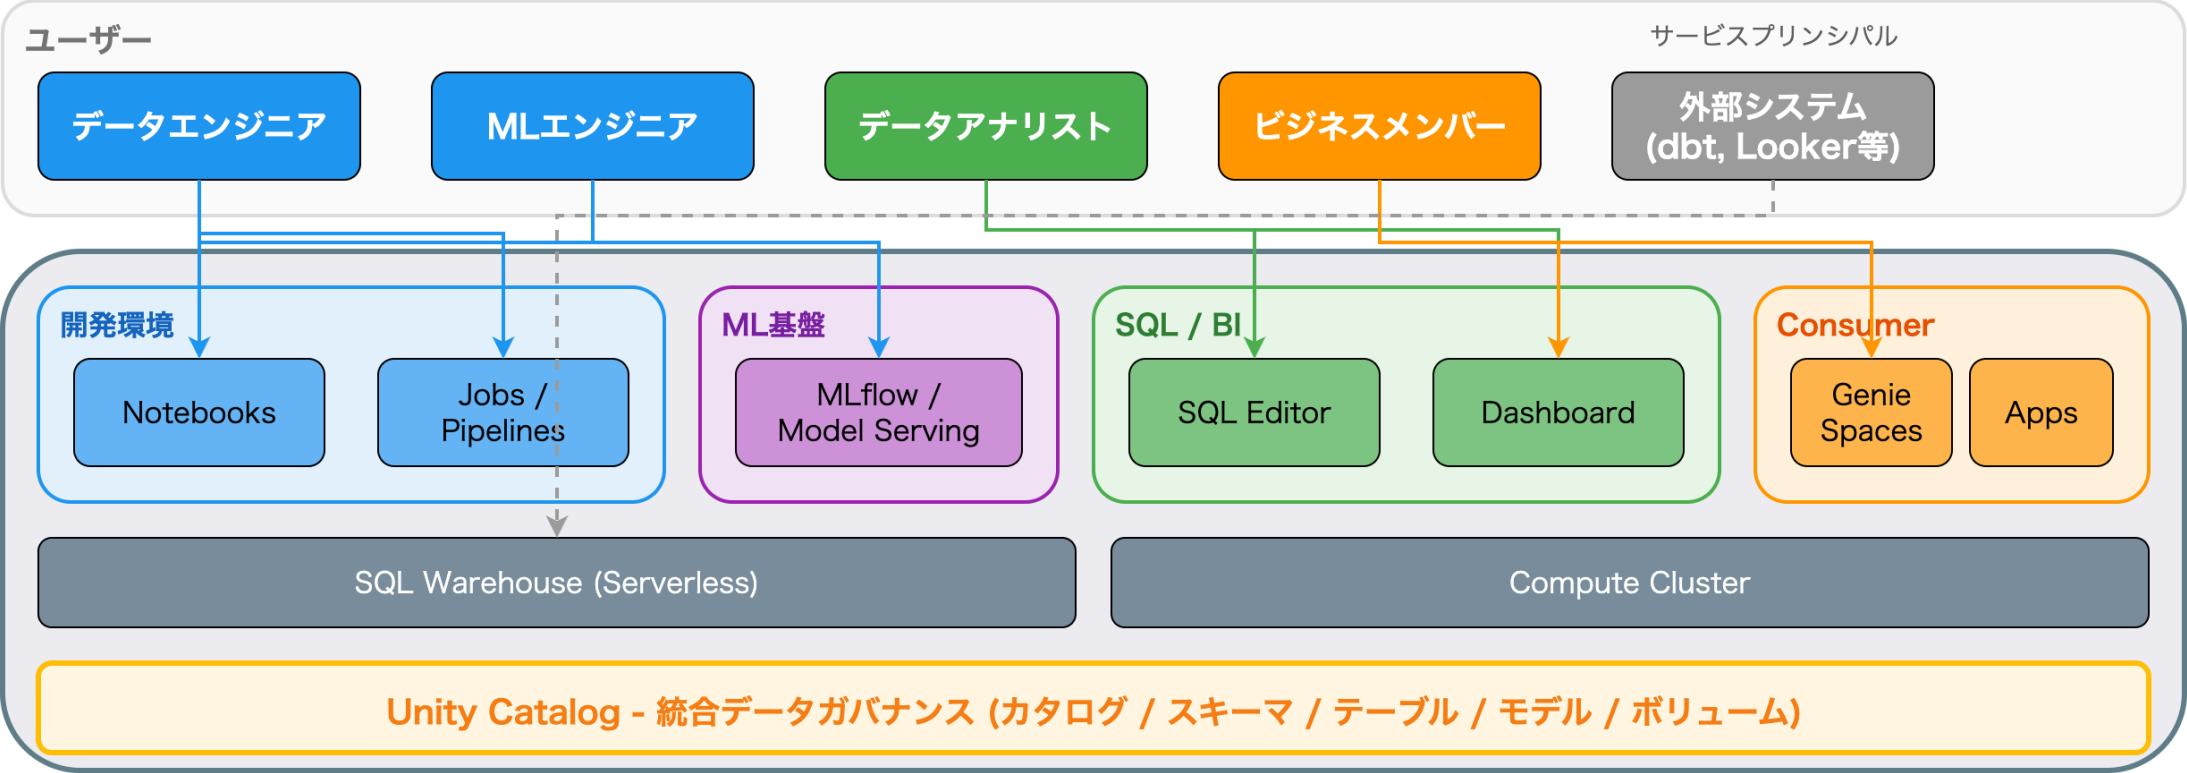 ユーザー
サービスプリンシパル
データエンジニア
MLエンジニア
データアナリスト
ビジネスメンバー
外部システム
(dbt, Looker等)
開発環境
Notebooks
Jobs /
Pipelines
ML基盤
MLflow /
Model Serving
SQL / BI
SQL Editor
Dashboard
Consumer
Genie
Spaces
Apps
SQL Warehouse (Serverless)
Compute Cluster
Unity Catalog - 統合データガバナンス (カタログ / スキーマ / テーブル / モデル / ボリューム)